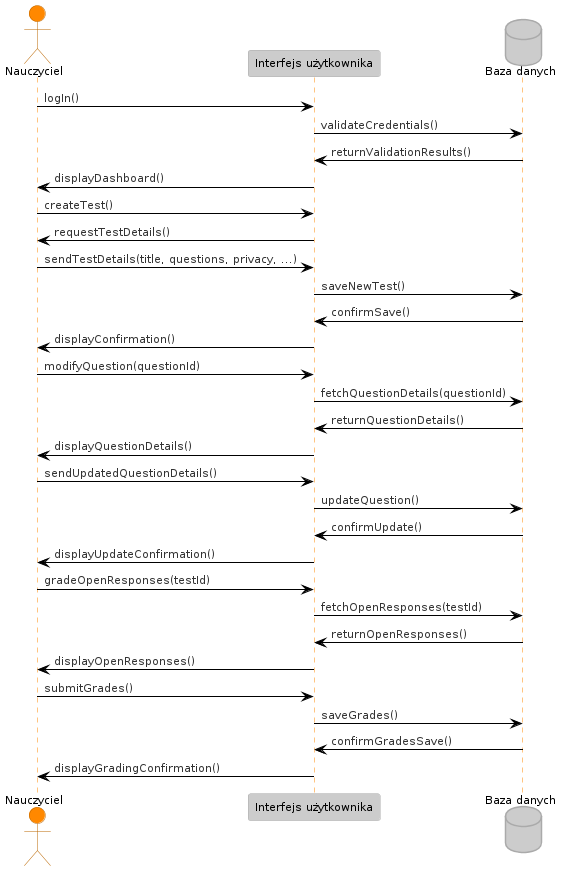 Nauczyciel
Interfejs użytkownika
Baza danych
logIn()
validateCredentials()
returnValidationResults()
displayDashboard()
createTest()
requestTestDetails()
sendTestDetails(title, questions, privacy, ...)
saveNewTest()
confirmSave()
displayConfirmation()
modifyQuestion(questionId)
fetchQuestionDetails(questionId)
returnQuestionDetails()
displayQuestionDetails()
sendUpdatedQuestionDetails()
updateQuestion()
confirmUpdate()
displayUpdateConfirmation()
gradeOpenResponses(testId)
fetchOpenResponses(testId)
returnOpenResponses()
displayOpenResponses()
submitGrades()
saveGrades()
confirmGradesSave()
displayGradingConfirmation()
Nauczyciel
Interfejs użytkownika
Baza danych